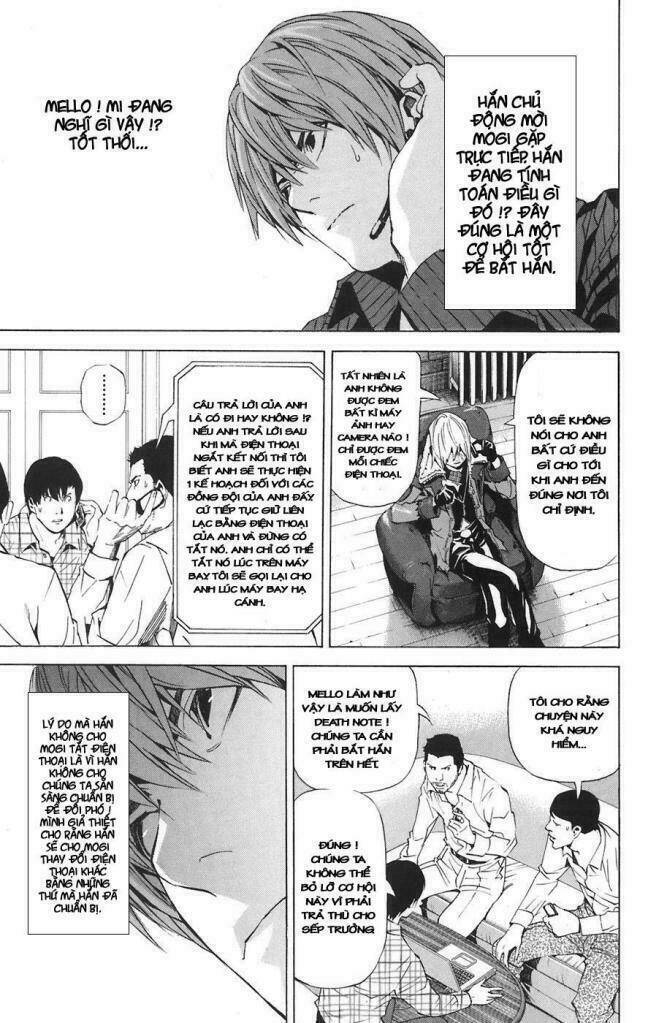 HẮN CHỦ
ĐỘNG MỜI
MOGI GẶP
TRỰC TIẾP. HẮN
ĐANG TÍNH
TOÁN ĐIỀU GÌ
ĐÓ !? ĐÂY
ĐÚNG LÀ MỘT
CƠ HỘI TỐT
ĐỂ BẮT HẮN.
MELLO ! MI ĐANG
NGHĨ GÌ VẬY !?
TỐT THÔI...
TÔI SẼ KHÔNG
NÓI CHO ANH
BẤT CỨ ĐIỀU
GÌ CHO TỚI
KHI ANH ĐẾN
ĐÚNG NƠI TÔI
CHỈ ĐỊNH.
TẤT NHIÊN LÀ
ANH KHÔNG
ĐƯỢC ĐEM
BẤT KÌ MÁY
ẢNH HAY
CAMERA NÀO !
CHỈ ĐƯỢC ĐEM
MỖI CHIẾC
ĐIỆN THOẠI.
CÂU TRẢ LỜI CỦA ANH
LÀ CÓ ĐI HAY KHÔNG !?
NẾU ANH TRẢ LỜI SAU
KHI MÀ ĐIỆN THOẠI
NGẮT KẾT NỐI THÌ TÔI
BIẾT ANH SẼ THỰC HIỆN
1 KẾ HOẠCH ĐỐI VỚI CÁC
ĐỒNG ĐỘI CỦA ANH ĐẤY
CỨ TIẾP TỤC GIỮ LIÊN
LẠC BẰNG ĐIỆN THOẠI
CỦA ANH VÀ ĐỪNG CÓ
TẮT NÓ. ANH CHỈ CÓ THỂ
TẮT NÓ LÚC TRÊN MÁY
BAY TÔI SẼ GỌI LẠI CHO
ANH LÚC MÁY BAY HẠ
CÁNH.
......
TÔI CHO RẰNG
CHUYỆN NÀY
KHÁ NGUY
HIỂM...
MELLO LÀM NHƯ
VẬY LÀ MUỐN LẤY
DEATH NOTE !
CHÚNG TA CẦN
PHẢI BẮT HẮN
TRÊN HẾT.
ĐÚNG !
CHÚNG TA
KHÔNG THỂ
BỎ LỠ CƠ HỘI
NÀY VÌ PHẢI
TRẢ THÙ CHO
SẾP TRƯỞNG
LÝ DO MÀ HẮN
KHÔNG CHO
MOGI TẮT ĐIỆN
THOẠI LÀ VÌ HẮN
KHÔNG CHO
CHÚNG TA SẴN
SÀNG CHUẨN BỊ
ĐỂ ĐỐI PHÓ !
MÌNH GIẢ THIẾT
CHO RẰNG HẮN
SẼ CHO MOGI
THAY ĐỔI ĐIỆN
THOẠI KHÁC
BẰNG NHỮNG
THỨ MÀ HẮN ĐÃ
CHUẨN BỊ.